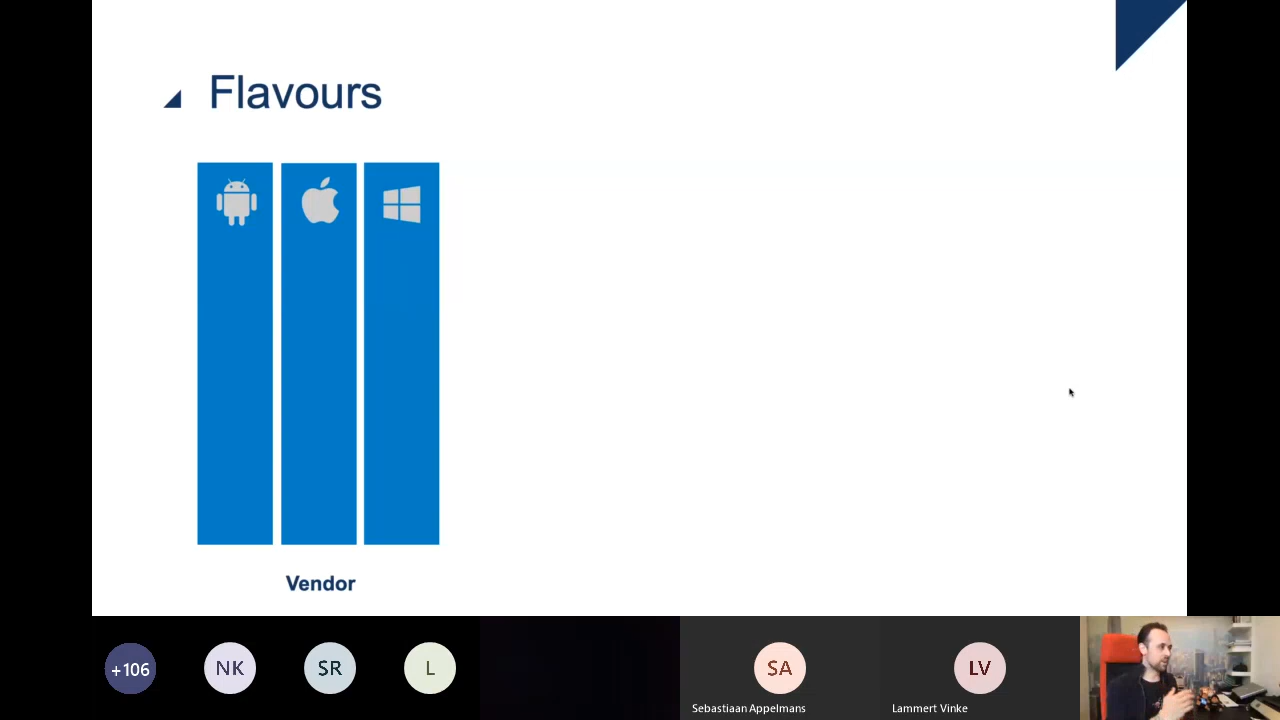 Flavours
Vendor
+106
NK
SR
L
SA
LV
Sebastiaan Appelmans
Lammert Vinke